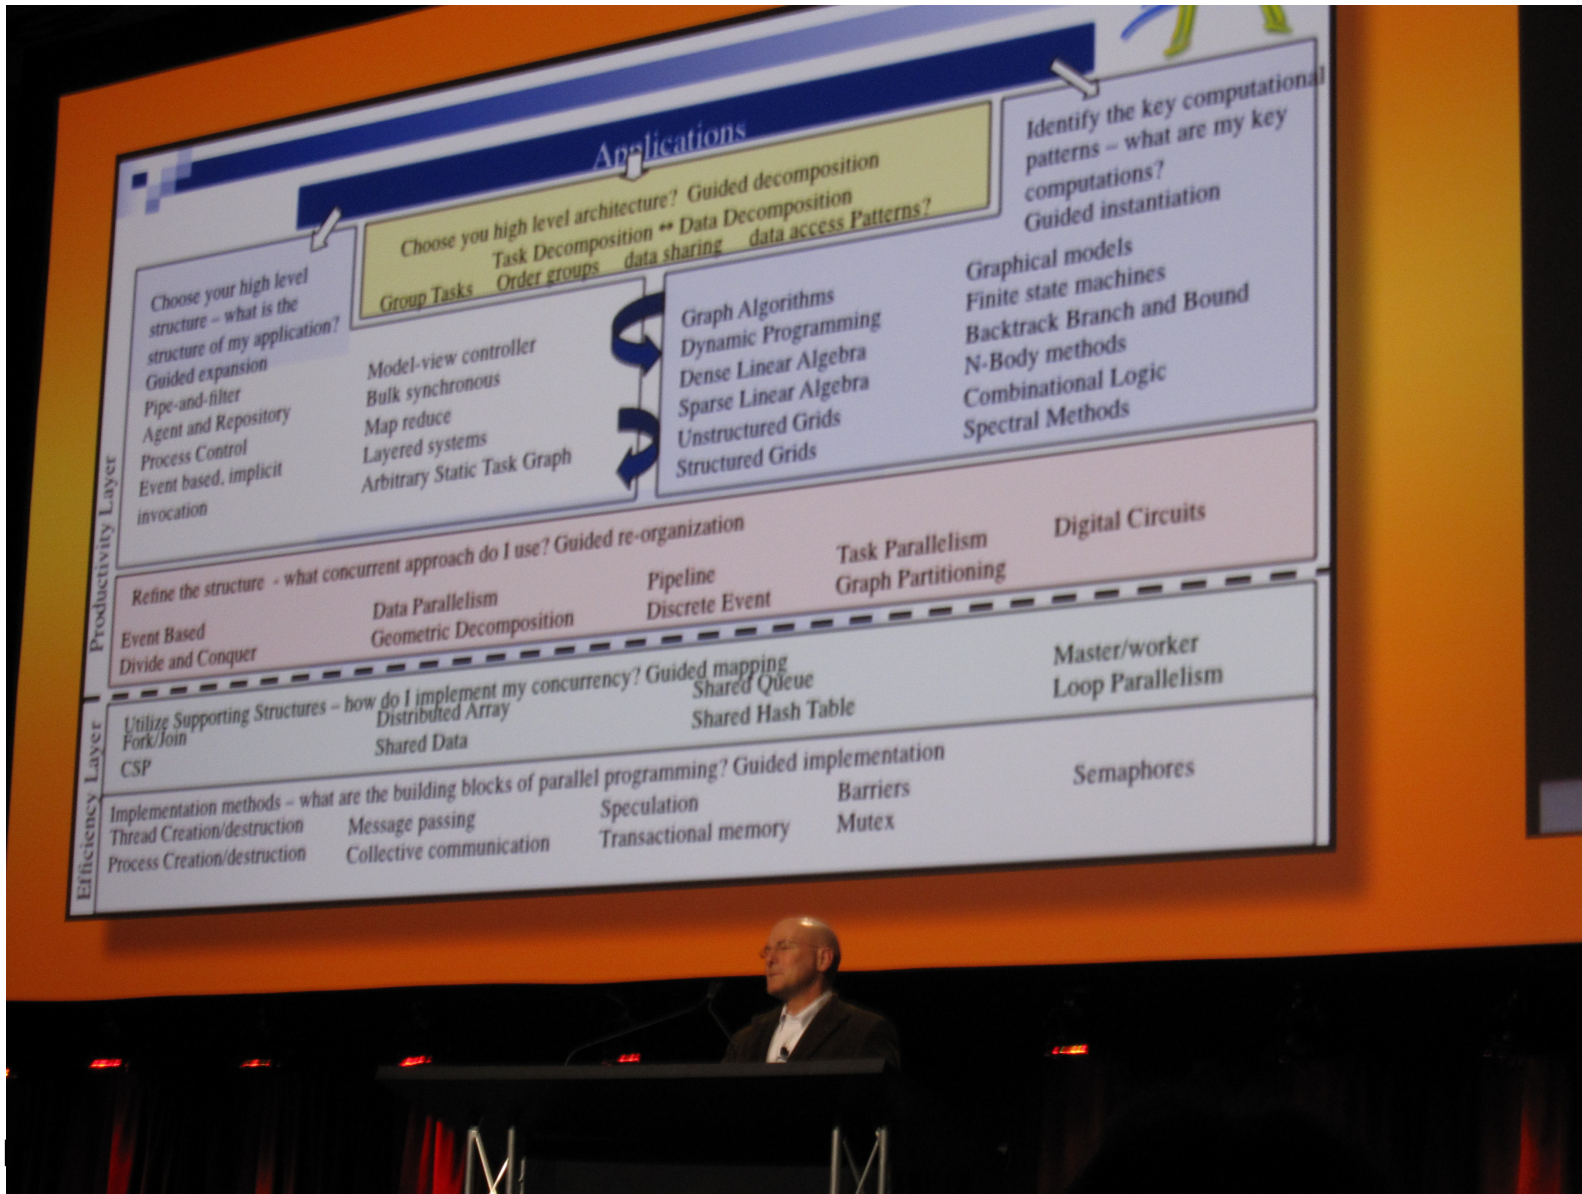 Applications
Choose you high level architecture? Guided decomposition
Task Decomposition ↔ Data Decomposition
Group Tasks Order groups data sharing data access Patterns?
Identify the key computational
patterns – what are my key
computations?
Guided instantiation
Choose your high level
structure – what is the
structure of my application?
Guided expansion
Pipe-and-filter
Agent and Repository
Process Control
Event based, implicit
invocation
Model-view controller
Bulk synchronous
Map reduce
Layered systems
Arbitrary Static Task Graph
Graph Algorithms
Dynamic Programming
Dense Linear Algebra
Sparse Linear Algebra
Unstructured Grids
Structured Grids
Graphical models
Finite state machines
Backtrack Branch and Bound
N-Body methods
Combinational Logic
Spectral Methods
Productivity Layer
Refine the structure - what concurrent approach do I use? Guided re-organization
Event Based
Divide and Conquer
Data Parallelism
Geometric Decomposition
Pipeline
Discrete Event
Task Parallelism
Graph Partitioning
Digital Circuits
Efficiency Layer
Utilize Supporting Structures – how do I implement my concurrency? Guided mapping
Fork/Join
CSP
Distributed Array
Shared Data
Shared Queue
Shared Hash Table
Master/worker
Loop Parallelism
Implementation methods – what are the building blocks of parallel programming? Guided implementation
Thread Creation/destruction
Process Creation/destruction
Message passing
Collective communication
Speculation
Transactional memory
Barriers
Mutex
Semaphores